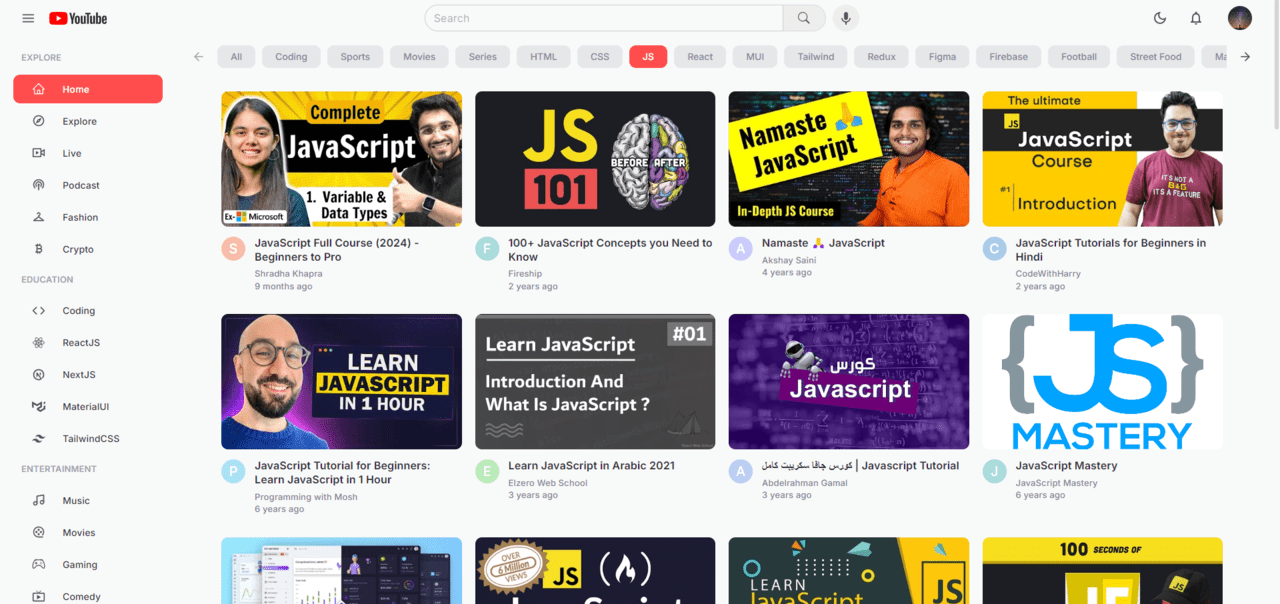 YouTube
Search
EXPLORE
Home
Explore
Live
Podcast
Fashion
Crypto
EDUCATION
Coding
ReactJS
NextJS
MaterialUI
TailwindCSS
ENTERTAINMENT
Music
Movies
Gaming
Comedy
All
Coding
Sports
Movies
Series
HTML
CSS
JS
React
MUI
Tailwind
Redux
Figma
Firebase
Football
Street Food
Ma
Complete
JavaScript
1. Variable &
Data Types
Ex- Microsoft
S
JavaScript Full Course (2024) -
Beginners to Pro
Shradha Khapra
9 months ago
JS
101
BEFORE AFTER
F
100+ JavaScript Concepts you Need to
Know
Fireship
2 years ago
Namaste 🙏
JavaScript
In-Depth JS Course
A
Namaste 🙏 JavaScript
Akshay Saini
4 years ago
The ultimate
JS
JavaScript
Course
#1
Introduction
IT'S NOT A
BUG
IT'S A FEATURE
C
JavaScript Tutorials for Beginners in
Hindi
CodeWithHarry
2 years ago
LEARN
JAVASCRIPT
IN 1 HOUR
P
JavaScript Tutorial for Beginners:
Learn JavaScript in 1 Hour
Programming with Mosh
6 years ago
#01
Learn JavaScript
Introduction And
What Is JavaScript ?
E
Learn JavaScript in Arabic 2021
Elzero Web School
3 years ago
كورس
Javascript
A
كورس جافا سكريبت كامل | Javascript Tutorial
Abdelrahman Gamal
3 years ago
{JS}
MASTERY
J
JavaScript Mastery
JavaScript Mastery
6 years ago
OVER
6 Million
VIEWS
JS
LEARN
JavaScript
JS
100 SECONDS OF
JS